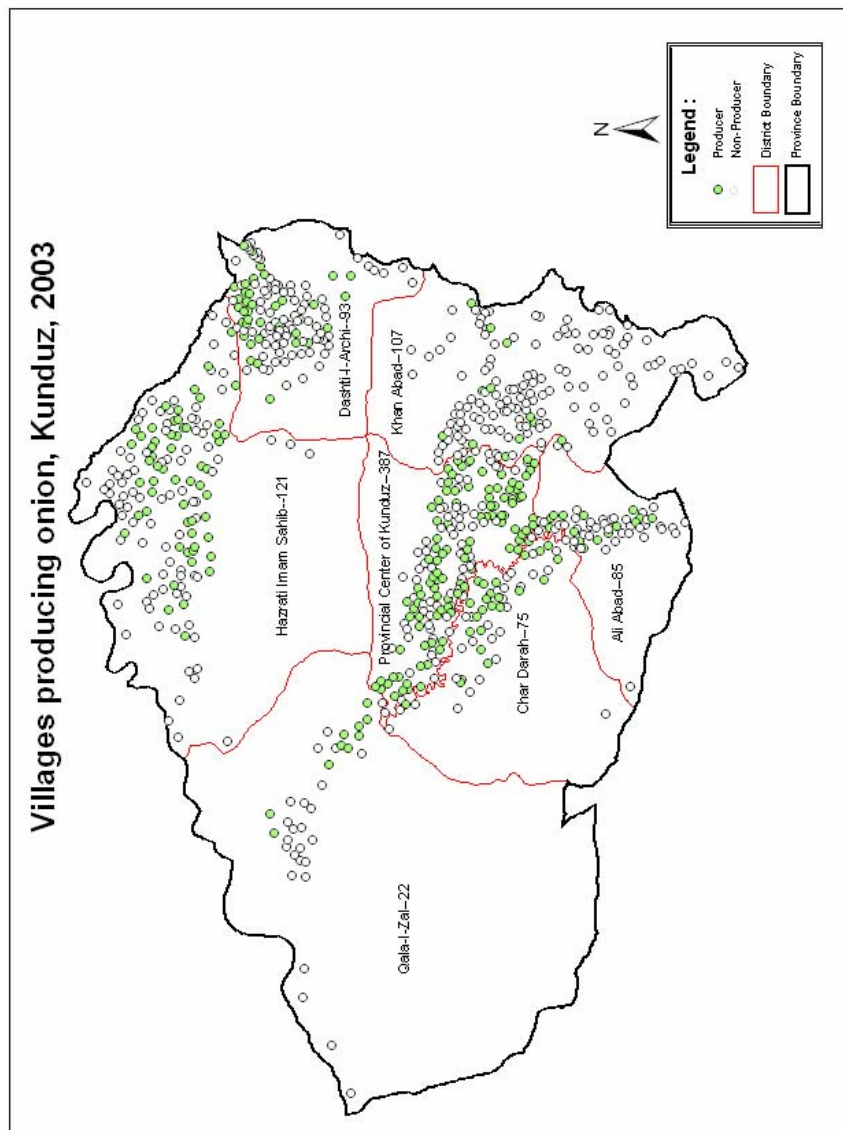 Villages producing onion, Kunduz, 2003
Hazrati Imam Sahib--121
Dasht-I-Archi--93
Qala-I-Zal--22
Provincial Center of Kunduz--387
Khan Abad--107
Char Darah--75
Ali Abad--85
N
Legend :
Producer
Non-Producer
District Boundary
Province Boundary